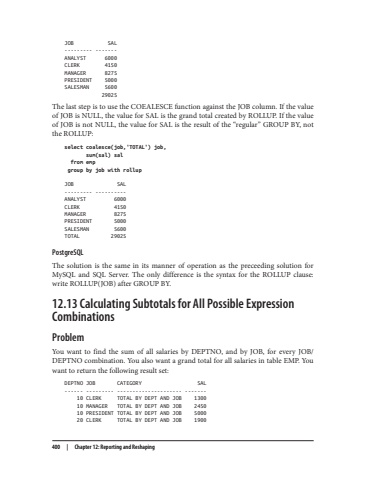 JOB SAL
--------- -------
ANALYST 6000
CLERK 4150
MANAGER 8275
PRESIDENT 5000
SALESMAN 5600
29025
The last step is to use the COEALESCE function against the JOB column. If the value
of JOB is NULL, the value for SAL is the grand total created by ROLLUP. If the value
of JOB is not NULL, the value for SAL is the result of the “regular” GROUP BY, not
the ROLLUP:
select coalesce(job,'TOTAL') job,
sum(sal) sal
from emp
group by job with rollup
JOB SAL
--------- ----------
ANALYST 6000
CLERK 4150
MANAGER 8275
PRESIDENT 5000
SALESMAN 5600
TOTAL 29025
PostgreSQL
The solution is the same in its manner of operation as the preceeding solution for
MySQL and SQL Server. The only difference is the syntax for the ROLLUP clause:
write ROLLUP(JOB) after GROUP BY.
12.13 Calculating Subtotals for All Possible Expression
Combinations
Problem
You want to find the sum of all salaries by DEPTNO, and by JOB, for every JOB/
DEPTNO combination. You also want a grand total for all salaries in table EMP. You
want to return the following result set:
DEPTNO JOB CATEGORY SAL
------ --------- --------------------- -------
10 CLERK TOTAL BY DEPT AND JOB 1300
10 MANAGER TOTAL BY DEPT AND JOB 2450
10 PRESIDENT TOTAL BY DEPT AND JOB 5000
20 CLERK TOTAL BY DEPT AND JOB 1900
400 | Chapter 12: Reporting and Reshaping